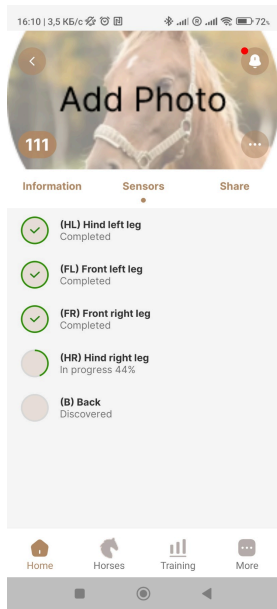 16:10 | 3,5 КБ/с 72
Add Photo
111
Information Sensors Share
(HL) Hind left leg
Completed
(FL) Front left leg
Completed
(FR) Front right leg
Completed
(HR) Hind right leg
In progress 44%
(B) Back
Discovered
Home Horses Training More